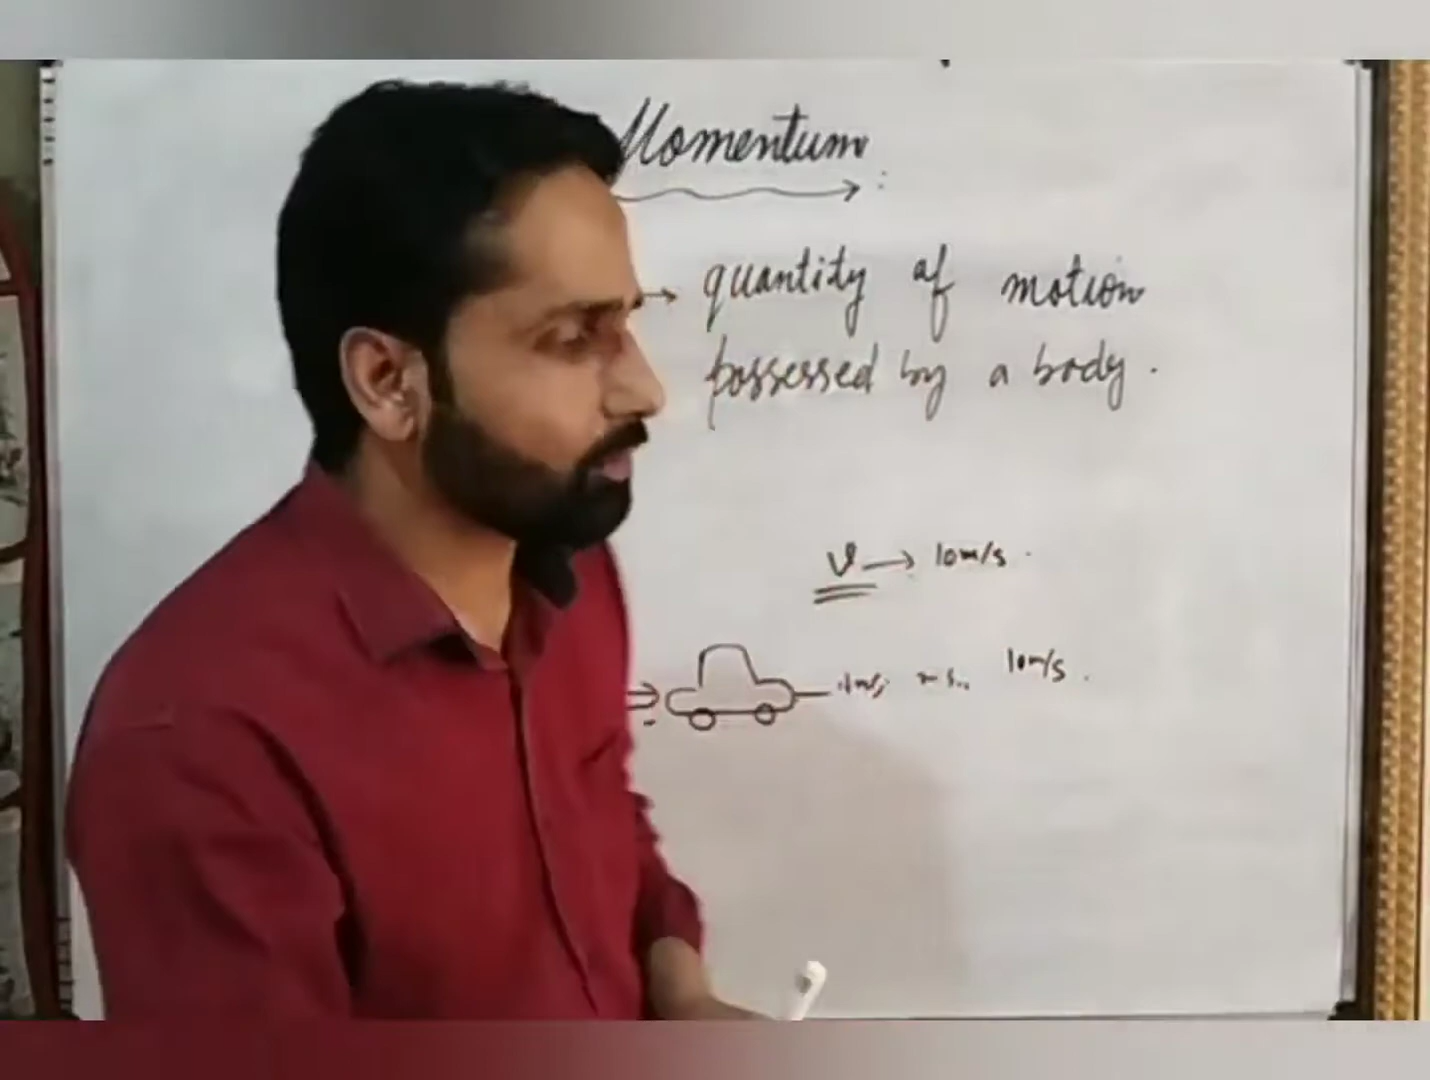 Momentum
quantity of motion
possessed by a body.
v → 10m/s
10m/s.